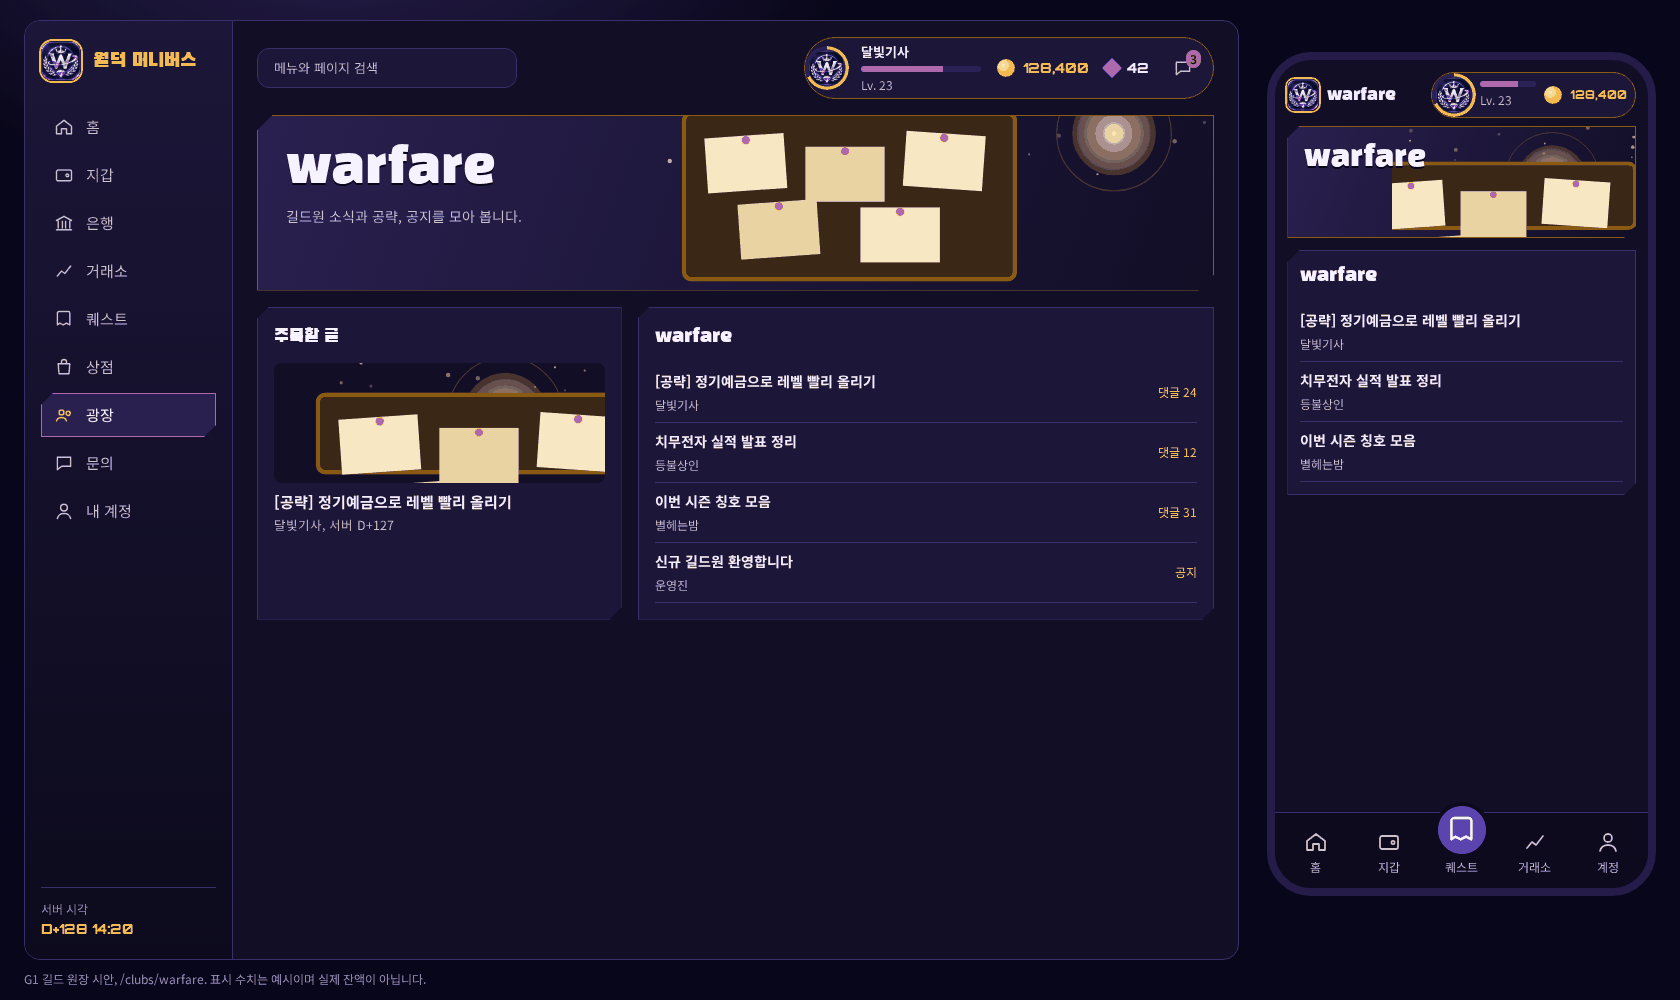 월덕 머니버스
홈
지갑
은행
거래소
퀘스트
상점
광장
문의
내 계정
서버 시각
D+128 14:20
메뉴와 페이지 검색
달빛기사
Lv. 23
128,400
42
3
warfare
길드원 소식과 공략, 공지를 모아 봅니다.
주목할 글
[공략] 정기예금으로 레벨 빨리 올리기
달빛기사, 서버 D+127
warfare
[공략] 정기예금으로 레벨 빨리 올리기
달빛기사
댓글 24
치무전자 실적 발표 정리
등불상인
댓글 12
이번 시즌 칭호 모음
별헤는밤
댓글 31
신규 길드원 환영합니다
운영진
공지
W warfare
Lv. 23
128,400
warfare
warfare
[공략] 정기예금으로 레벨 빨리 올리기
달빛기사
치무전자 실적 발표 정리
등불상인
이번 시즌 칭호 모음
별헤는밤
홈
지갑
퀘스트
거래소
계정
G1 길드 원장 시안, /clubs/warfare. 표시 수치는 예시이며 실제 잔액이 아닙니다.